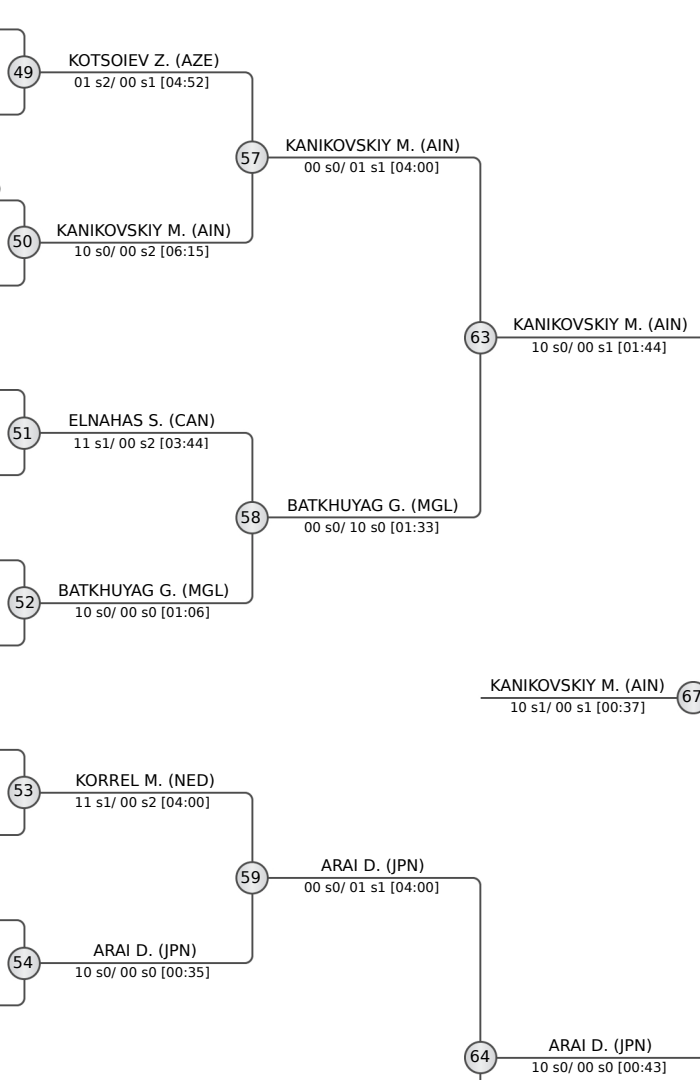 49
KOTSOIEV Z. (AZE)
01 s2/ 00 s1 [04:52]
57
KANIKOVSKIY M. (AIN)
00 s0/ 01 s1 [04:00]
)
50
KANIKOVSKIY M. (AIN)
10 s0/ 00 s2 [06:15]
63
KANIKOVSKIY M. (AIN)
10 s0/ 00 s1 [01:44]
51
ELNAHAS S. (CAN)
11 s1/ 00 s2 [03:44]
58
BATKHUYAG G. (MGL)
00 s0/ 10 s0 [01:33]
52
BATKHUYAG G. (MGL)
10 s0/ 00 s0 [01:06]
KANIKOVSKIY M. (AIN)
10 s1/ 00 s1 [00:37]
67
53
KORREL M. (NED)
11 s1/ 00 s2 [04:00]
59
ARAI D. (JPN)
00 s0/ 01 s1 [04:00]
54
ARAI D. (JPN)
10 s0/ 00 s0 [00:35]
64
ARAI D. (JPN)
10 s0/ 00 s0 [00:43]